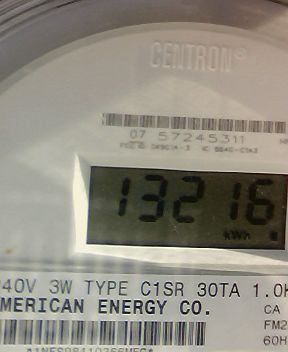 CENTRON®
07 57245311
13216
kWh
40V 3W TYPE C1SR 30TA 1.0K
MERICAN ENERGY CO.
CA
FM2
60H